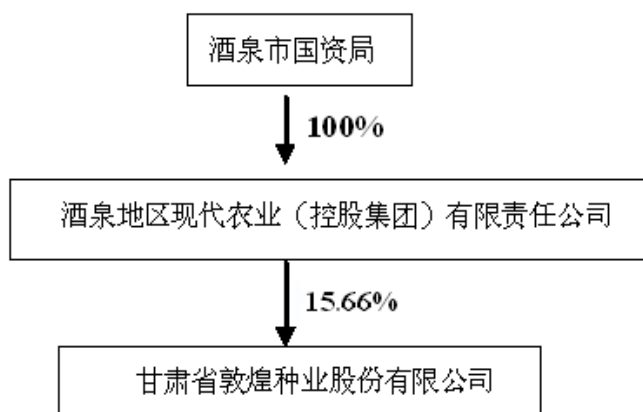 酒泉市国资局
100%
酒泉地区现代农业（控股集团）有限责任公司
15.66%
甘肃省敦煌种业股份有限公司